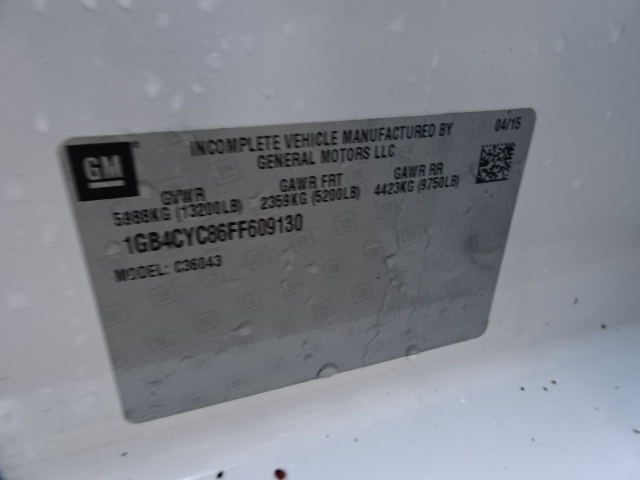 GM
INCOMPLETE VEHICLE MANUFACTURED BY
GENERAL MOTORS LLC
04/15
GVWR
5988KG (13200LB)
GAWR FRT
2359KG (5200LB)
GAWR RR
4423KG (9750LB)
1GB4CYC86FF609130
MODEL: C36043